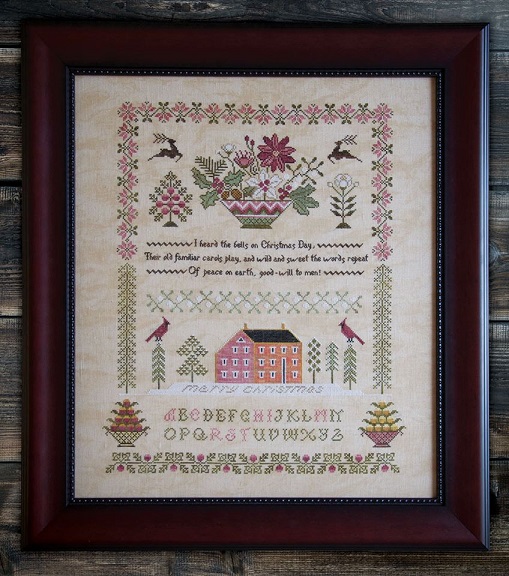 I heard the bells on Christmas Day,
Their old familiar carols play, and wild and sweet the words repeat
Of peace on earth, good-will to men!
merry christmas
ABCDEFGHIJKLMN
OPQRSTUVWXYZ